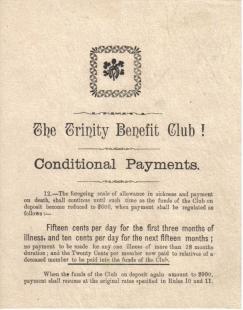 The Trinity Benefit Club !
Conditional Payments.
12.—The foregoing scale of allowance in sickness and payment
on death, shall continue until such time as the funds of the Club on
deposit become reduced to $600, when payment shall be regulated as
follows :—
Fifteen cents per day for the first three months of
illness, and ten cents per day for the next fifteen months ;
no payment to be made for any one illness of more than 18 months
duration ; and the Twenty Cents per member now paid to relatives of a
deceased member to be paid into the funds of the Club.
When the funds of the Club on deposit again amount to
payment shall resume at the original rates specified in Rules 10 and 11.